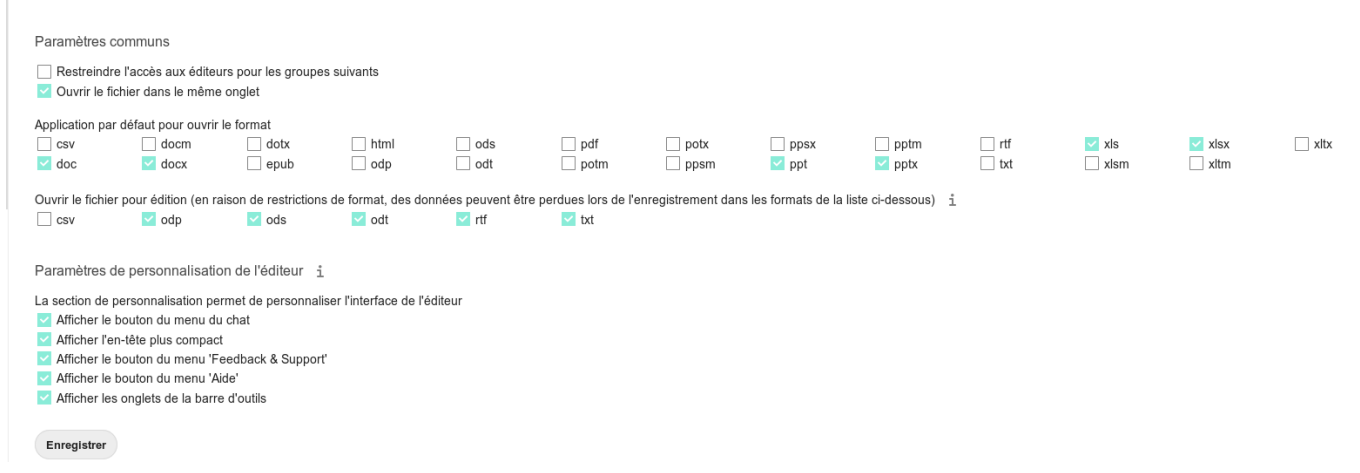 Paramètres communs
Restreindre l'accès aux éditeurs pour les groupes suivants
Ouvrir le fichier dans le même onglet
Application par défaut pour ouvrir le format
csv docm dotx html ods pdf potx ppsx pptm rtf xls xlsx xltx
doc docx epub odp odt potm ppsm ppt pptx txt xlsm xltm
Ouvrir le fichier pour édition (en raison de restrictions de format, des données peuvent être perdues lors de l'enregistrement dans les formats de la liste ci-dessous) i
csv odp ods odt rtf txt
Paramètres de personnalisation de l'éditeur i
La section de personnalisation permet de personnaliser l'interface de l'éditeur
Afficher le bouton du menu du chat
Afficher l'en-tête plus compact
Afficher le bouton du menu 'Feedback & Support'
Afficher le bouton du menu 'Aide'
Afficher les onglets de la barre d'outils
Enregistrer